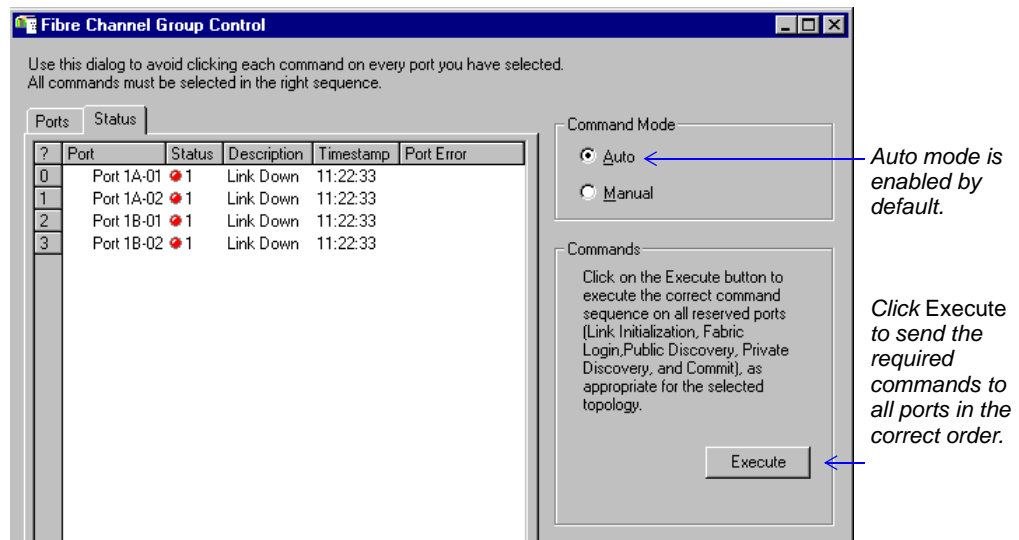 Fibre Channel Group Control
Use this dialog to avoid clicking each command on every port you have selected.
All commands must be selected in the right sequence.
Ports Status
? Port Status Description Timestamp Port Error
0 Port 1A-01 1 Link Down 11:22:33
1 Port 1A-02 1 Link Down 11:22:33
2 Port 1B-01 1 Link Down 11:22:33
3 Port 1B-02 1 Link Down 11:22:33
Command Mode
Auto
Manual
Auto mode is
enabled by
default.
Commands
Click on the Execute button to
execute the correct command
sequence on all reserved ports
(Link Initialization, Fabric
Login,Public Discovery, Private
Discovery, and Commit), as
appropriate for the selected
topology.
Execute
Click Execute
to send the
required
commands to
all ports in the
correct order.